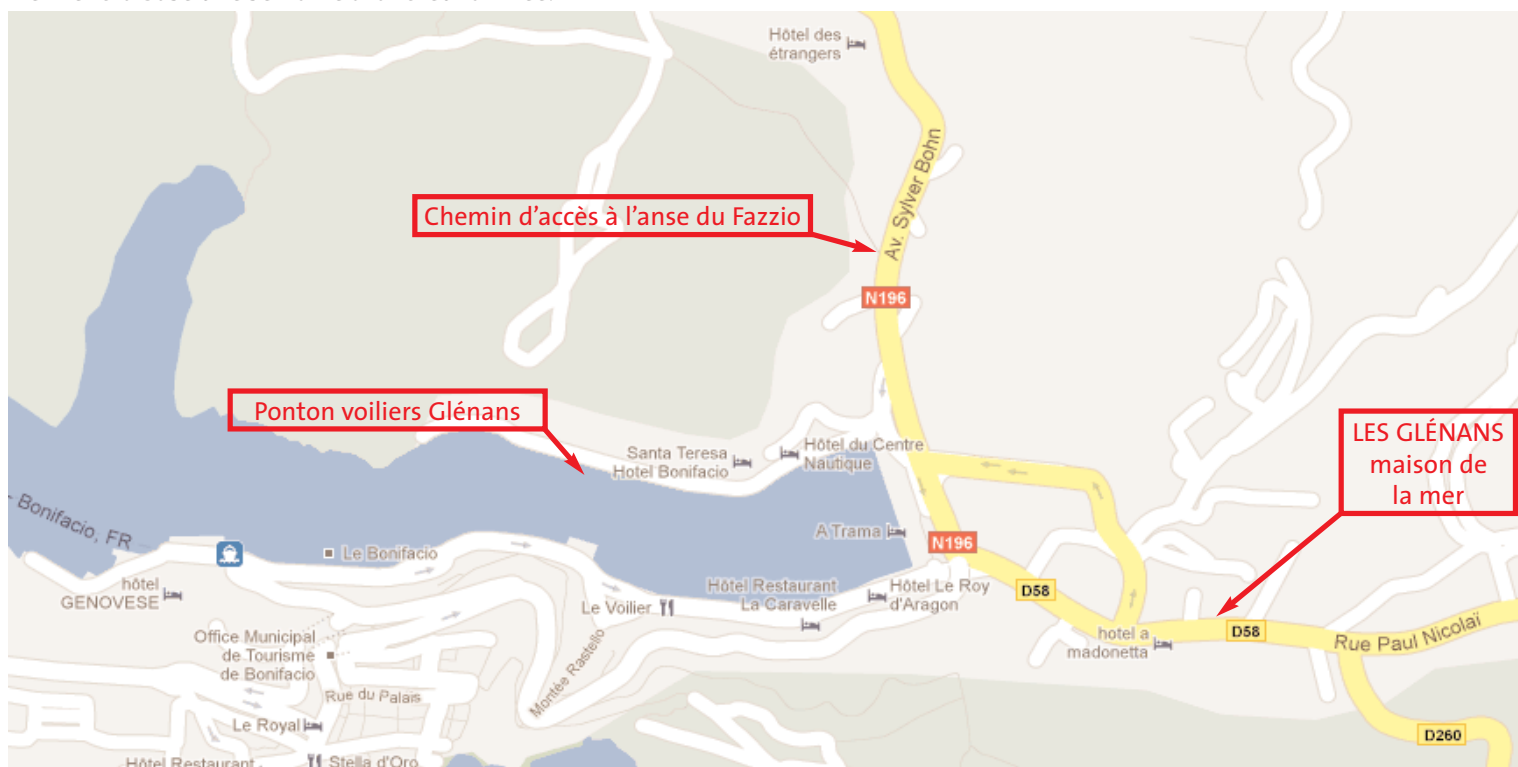 Hôtel des
étrangers
Av. Sylver Bohn
Chemin d'accès à l'anse du Fazzio
N196
Ponton voiliers Glénans
LES GLÉNANS
maison de
la mer
Santa Teresa
Hotel Bonifacio
Hôtel du Centre
Nautique
- Bonifacio, FR
A Trama
N196
Le Bonifacio
hôtel
GENOVESE
Hôtel Restaurant
La Caravelle
Hôtel Le Roy
d'Aragon
D58
Le Voilier
hotel a
madonetta
D58
Rue Paul Nicolaï
Office Municipal
de Tourisme
de Bonifacio
Montée Rastello
Rue du Palais
Le Royal
D260
Hôtel Restaurant
Stella d'Oro